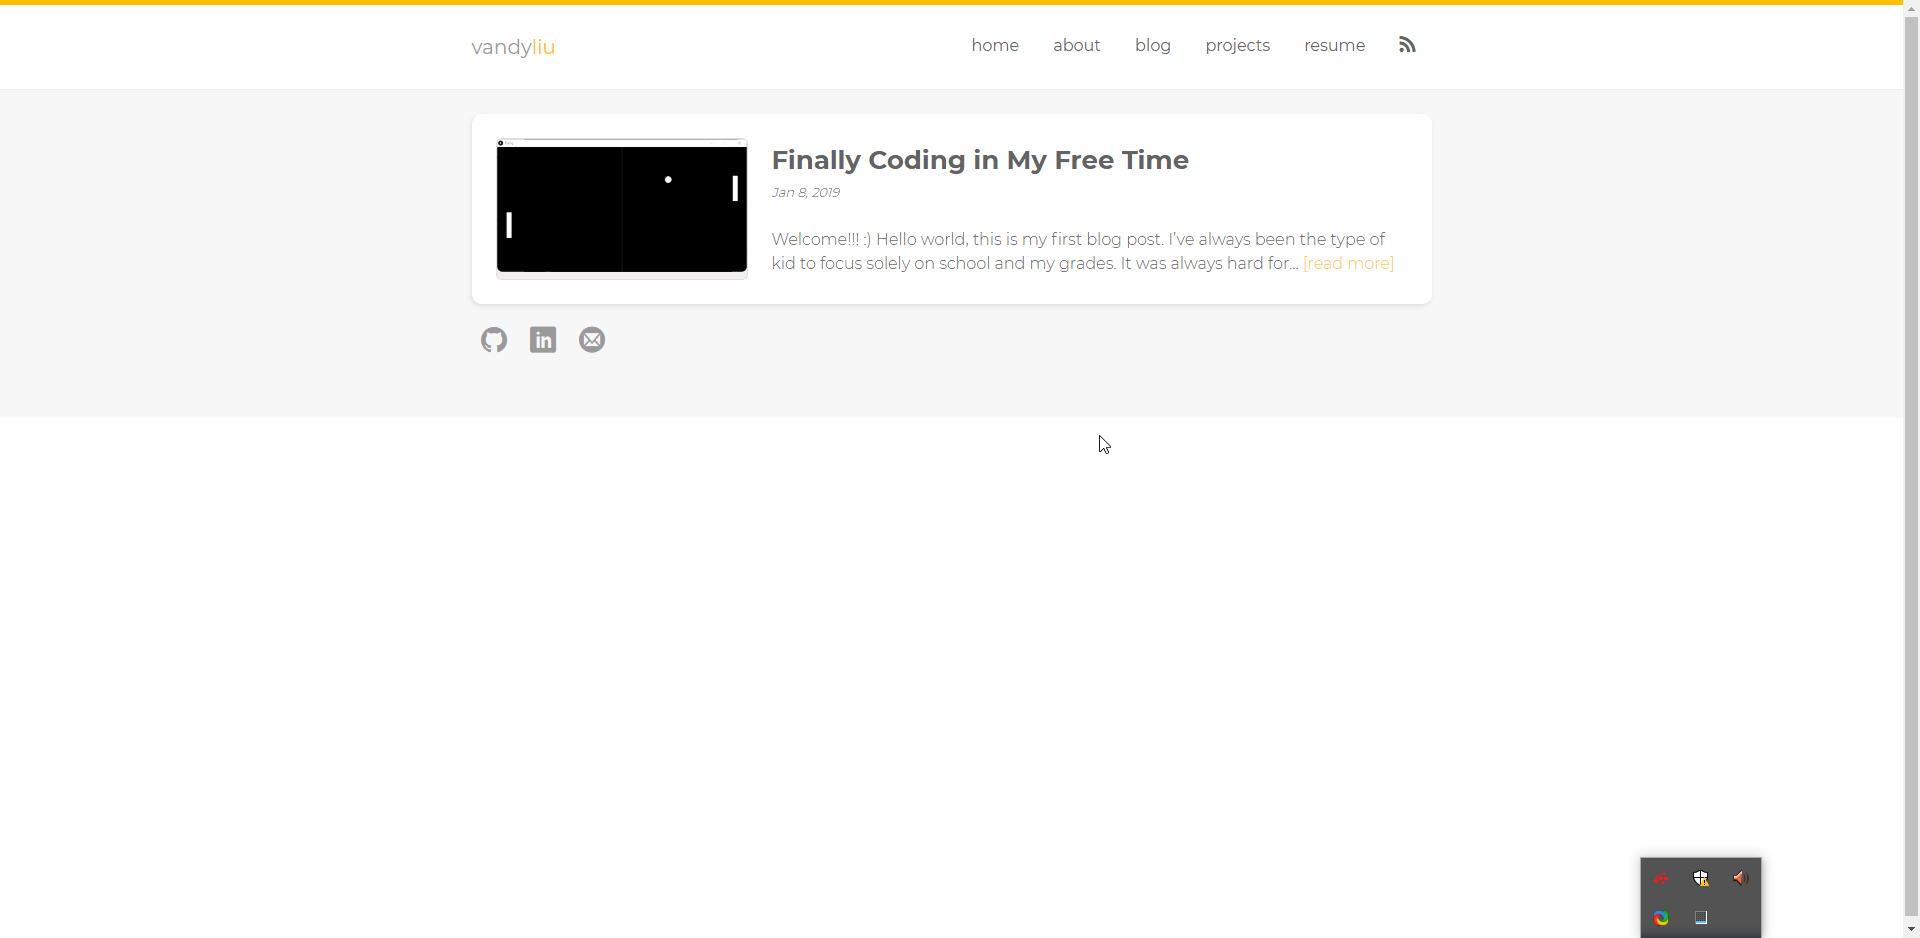 vandyliu
home about blog projects resume
Finally Coding in My Free Time
Jan 8, 2019
Welcome!!! :) Hello world, this is my first blog post. I've always been the type of
kid to focus solely on school and my grades. It was always hard for... [read more]
in